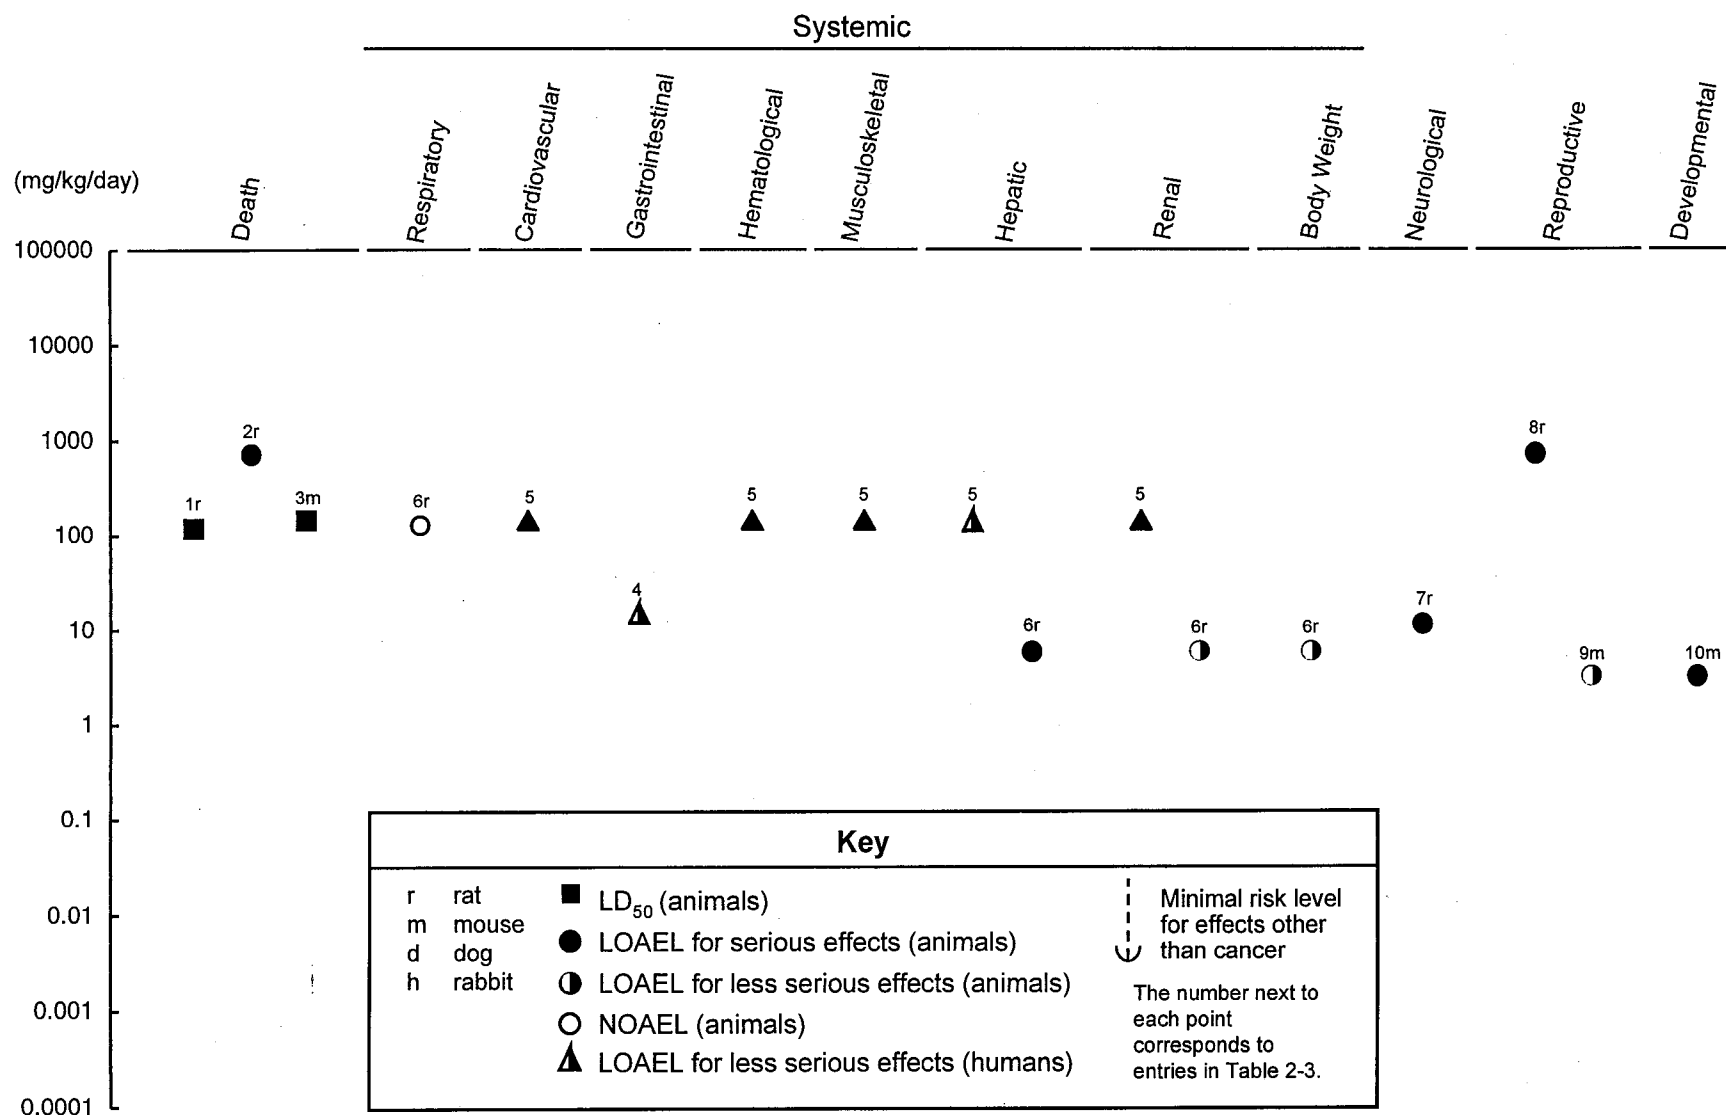 Systemic
(mg/kg/day)
Death
Respiratory
Cardiovascular
Gastrointestinal
Hematological
Musculoskeletal
Hepatic
Renal
Body Weight
Neurological
Reproductive
Developmental
100000
10000
1000
100
10
1
0.1
0.01
0.001
0.0001
2r
8r
1r
3m
6r
5
5
5
5
5
4
6r
6r
6r
7r
9m
10m
Key
r rat
m mouse
d dog
h rabbit
LD50 (animals)
LOAEL for serious effects (animals)
LOAEL for less serious effects (animals)
NOAEL (animals)
LOAEL for less serious effects (humans)
Minimal risk level
for effects other
than cancer
The number next to
each point
corresponds to
entries in Table 2-3.